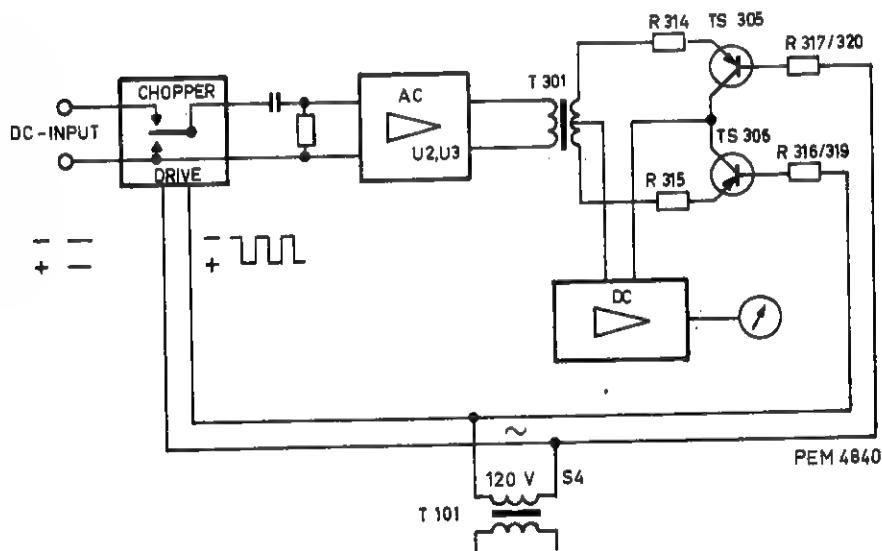 R 314
TS 305
R 317/320
CHOPPER
AC
T 301
DC-INPUT
TS 306
U2,U3
R 316/319
DRIVE
R 315
- —
+ —
-
+
DC
~
PEM 4840
120 V
S4
T 101